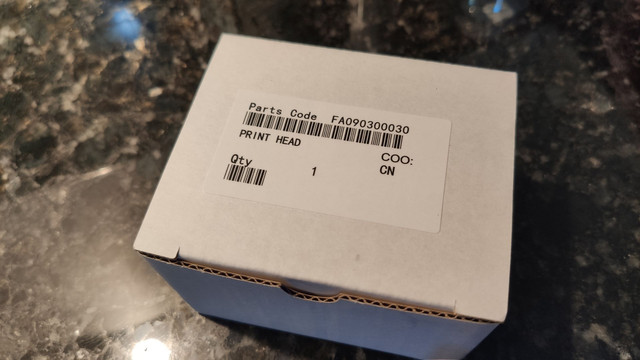 Parts Code FA090300030
PRINT HEAD
COO:
Qty
1
CN